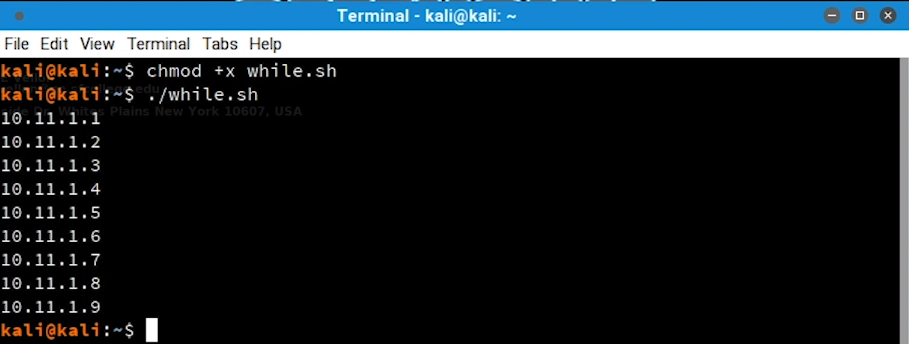 Terminal - kali@kali: ~
File Edit View Terminal Tabs Help
kali@kali:~$ chmod +x while.sh
kali@kali:~$ ./while.sh
side Dr. Whites Plains New York 10607, USA
10.11.1.1
10.11.1.2
10.11.1.3
10.11.1.4
10.11.1.5
10.11.1.6
10.11.1.7
10.11.1.8
10.11.1.9
kali@kali:~$